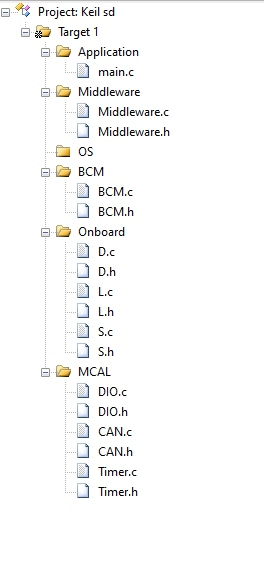 Project: Keil sd
Target 1
Application
main.c
Middleware
Middleware.c
Middleware.h
OS
BCM
BCM.c
BCM.h
Onboard
D.c
D.h
L.c
L.h
S.c
S.h
MCAL
DIO.c
DIO.h
CAN.c
CAN.h
Timer.c
Timer.h